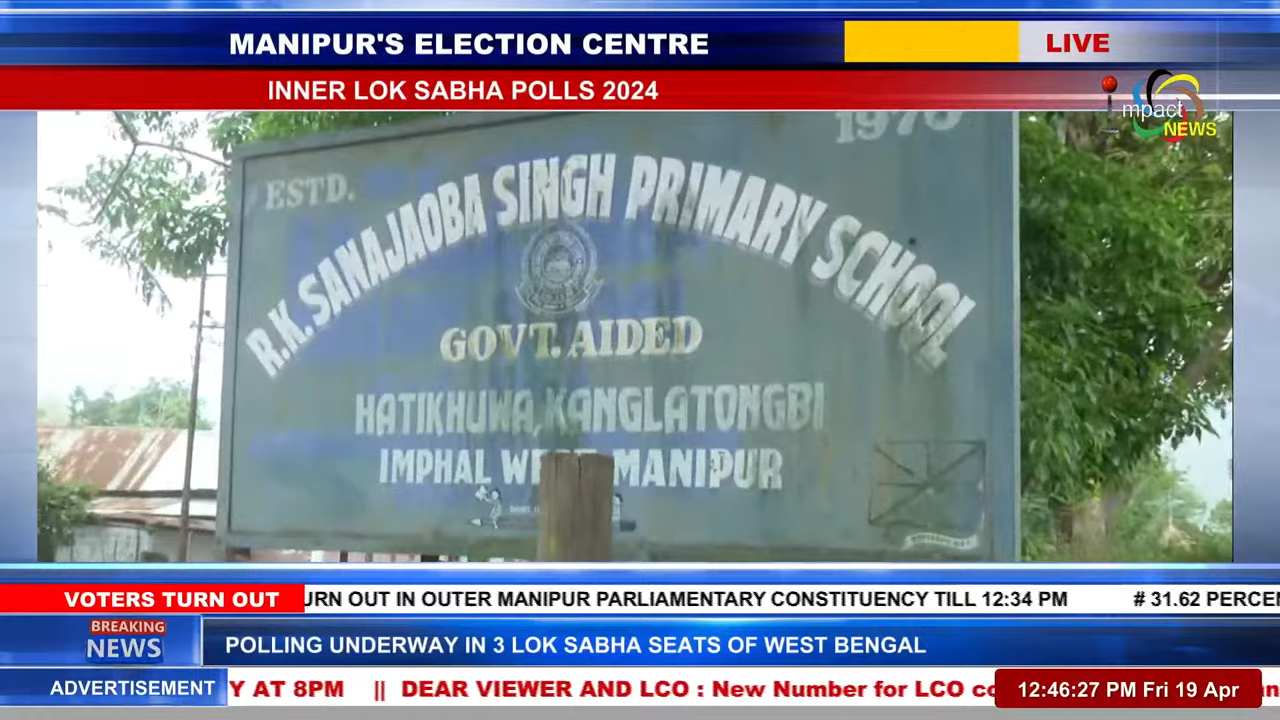 MANIPUR'S ELECTION CENTRE
LIVE
INNER LOK SABHA POLLS 2024
mpact
NEWS
1970
ESTD.
R.K. SANAJAOBA SINGH PRIMARY SCHOOL
GOVT. AIDED
HATIKHUWA, KANGLATONGBI
IMPHAL WEST MANIPUR
VOTERS TURN OUT
URN OUT IN OUTER MANIPUR PARLIAMENTARY CONSTITUENCY TILL 12:34 PM # 31.62 PERCE
BREAKING
NEWS
POLLING UNDERWAY IN 3 LOK SABHA SEATS OF WEST BENGAL
ADVERTISEMENT
Y AT 8PM || DEAR VIEWER AND LCO : New Number for LCO co
12:46:27 PM Fri 19 Apr